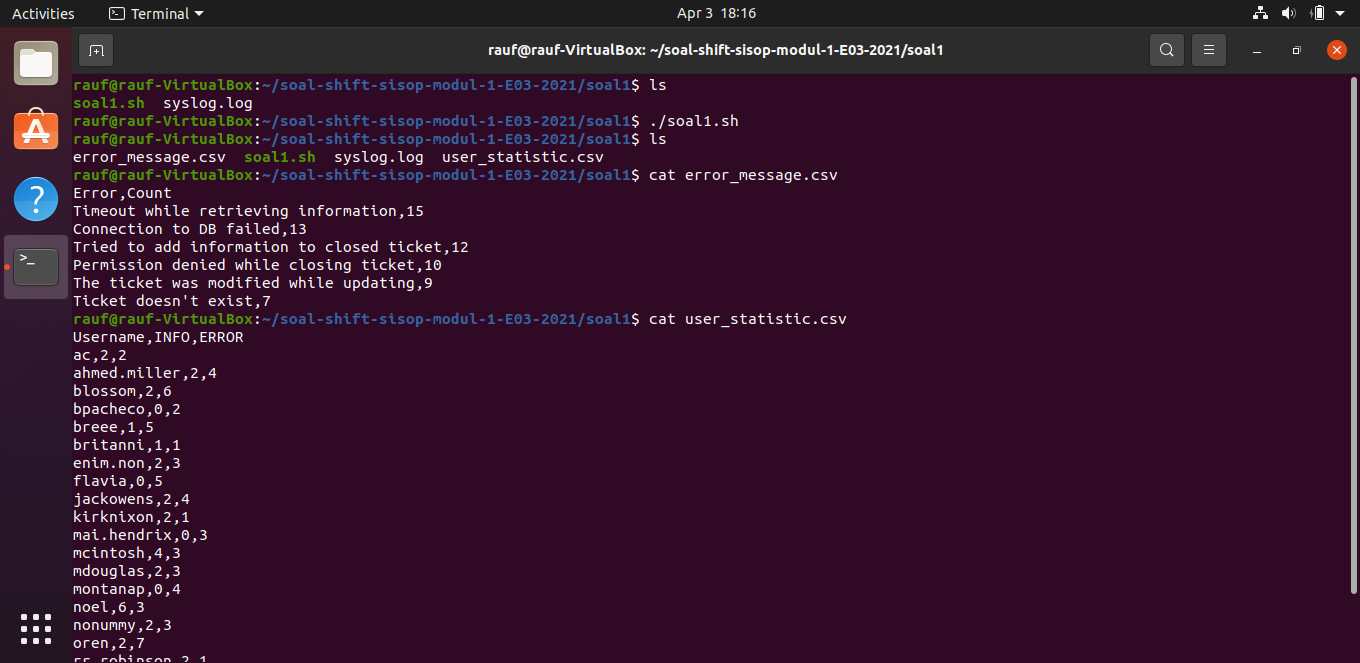 Activities Terminal Apr 3 18:16
rauf@rauf-VirtualBox: ~/soal-shift-sisop-modul-1-E03-2021/soal1
rauf@rauf-VirtualBox:~/soal-shift-sisop-modul-1-E03-2021/soal1$ ls
soal1.sh  syslog.log
rauf@rauf-VirtualBox:~/soal-shift-sisop-modul-1-E03-2021/soal1$ ./soal1.sh
rauf@rauf-VirtualBox:~/soal-shift-sisop-modul-1-E03-2021/soal1$ ls
error_message.csv  soal1.sh  syslog.log  user_statistic.csv
rauf@rauf-VirtualBox:~/soal-shift-sisop-modul-1-E03-2021/soal1$ cat error_message.csv
Error,Count
Timeout while retrieving information,15
Connection to DB failed,13
Tried to add information to closed ticket,12
Permission denied while closing ticket,10
The ticket was modified while updating,9
Ticket doesn't exist,7
rauf@rauf-VirtualBox:~/soal-shift-sisop-modul-1-E03-2021/soal1$ cat user_statistic.csv
Username,INFO,ERROR
ac,2,2
ahmed.miller,2,4
blossom,2,6
bpacheco,0,2
breee,1,5
britanni,1,1
enim.non,2,3
flavia,0,5
jackowens,2,4
kirknixon,2,1
mai.hendrix,0,3
mcintosh,4,3
mdouglas,2,3
montanap,0,4
noel,6,3
nonummy,2,3
oren,2,7
rr.robinson,2,1